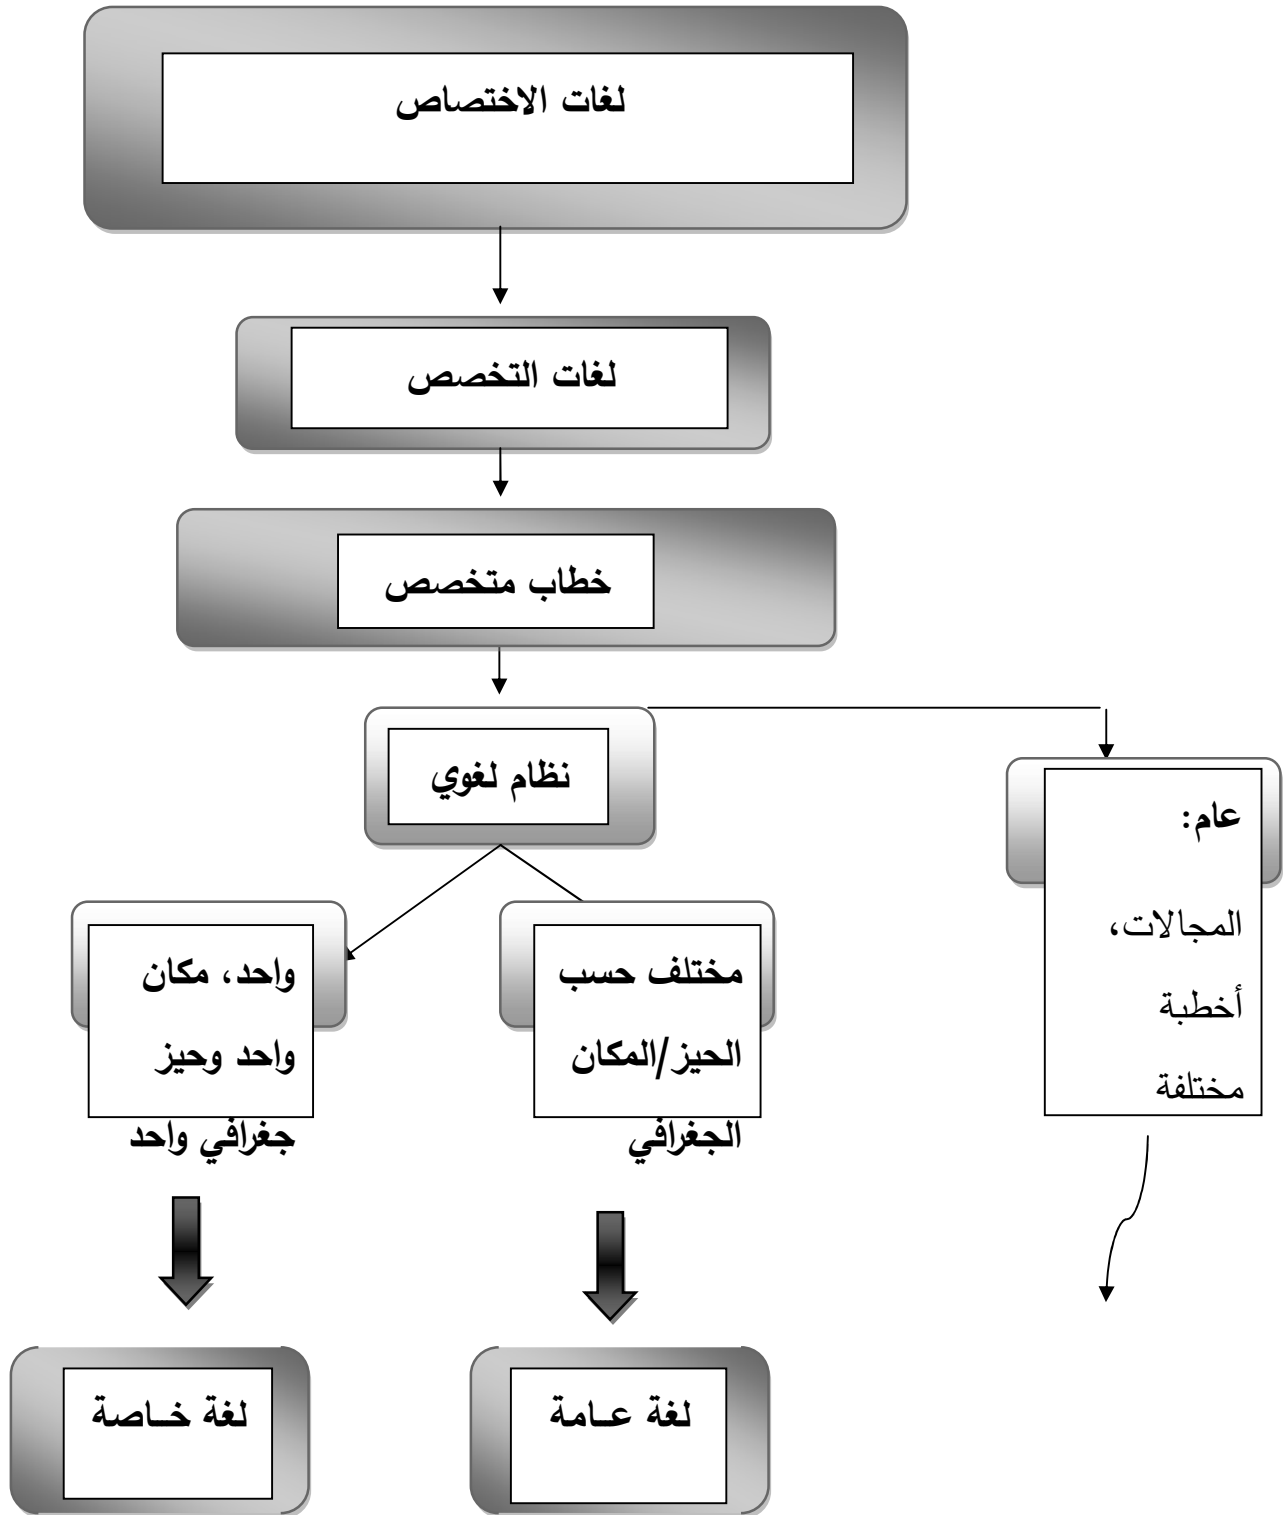 لغات الاختصاص
لغات التخصص
خطاب متخصص
نظام لغوي
عام:
المجالات،
أخطبة
مختلفة
مختلف حسب
الحيز/المكان
الجغرافي
واحد، مكان
واحد وحيز
جغرافي واحد
لغة عـامة
لغة خـاصة